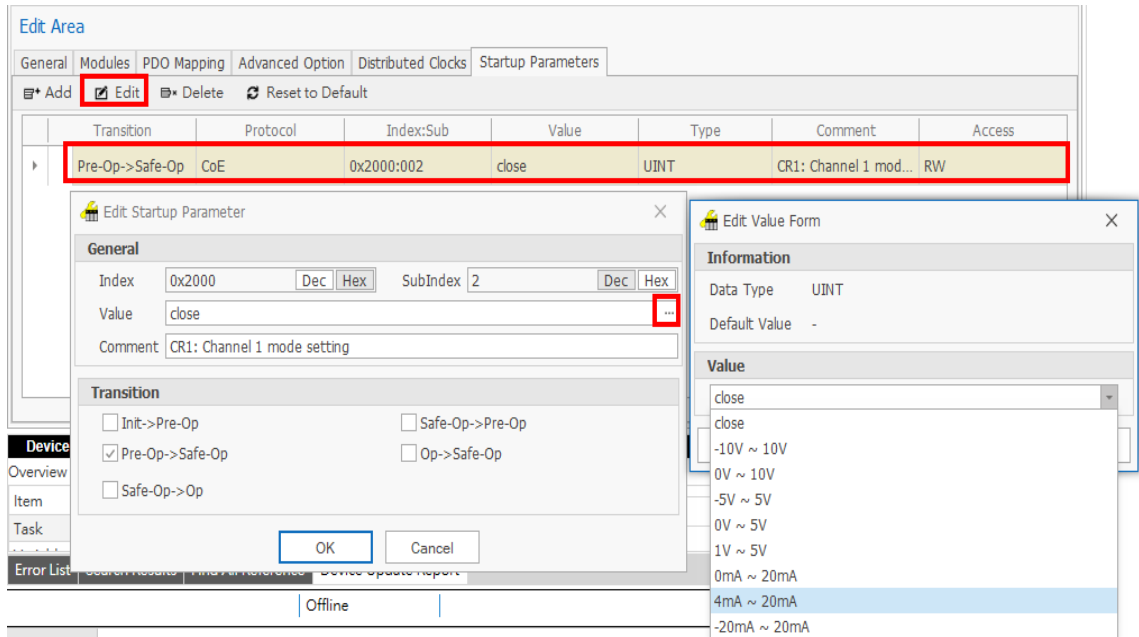 Edit Area
General Modules PDO Mapping Advanced Option Distributed Clocks Startup Parameters
Add Edit Delete Reset to Default
Transition Protocol Index:Sub Value Type Comment Access
Pre-Op->Safe-Op CoE 0x2000:002 close UINT CR1: Channel 1 mod... RW
Edit Startup Parameter
General
Index 0x2000 Dec Hex SubIndex 2 Dec Hex
Value close ...
Comment CR1: Channel 1 mode setting
Transition
Init->Pre-Op Safe-Op->Pre-Op
Pre-Op->Safe-Op Op->Safe-Op
Safe-Op->Op
OK Cancel
Edit Value Form
Information
Data Type UINT
Default Value -
Value
close
close
-10V ~ 10V
0V ~ 10V
-5V ~ 5V
0V ~ 5V
1V ~ 5V
0mA ~ 20mA
4mA ~ 20mA
-20mA ~ 20mA
Device
Overview
Item
Task
Error List
Offline